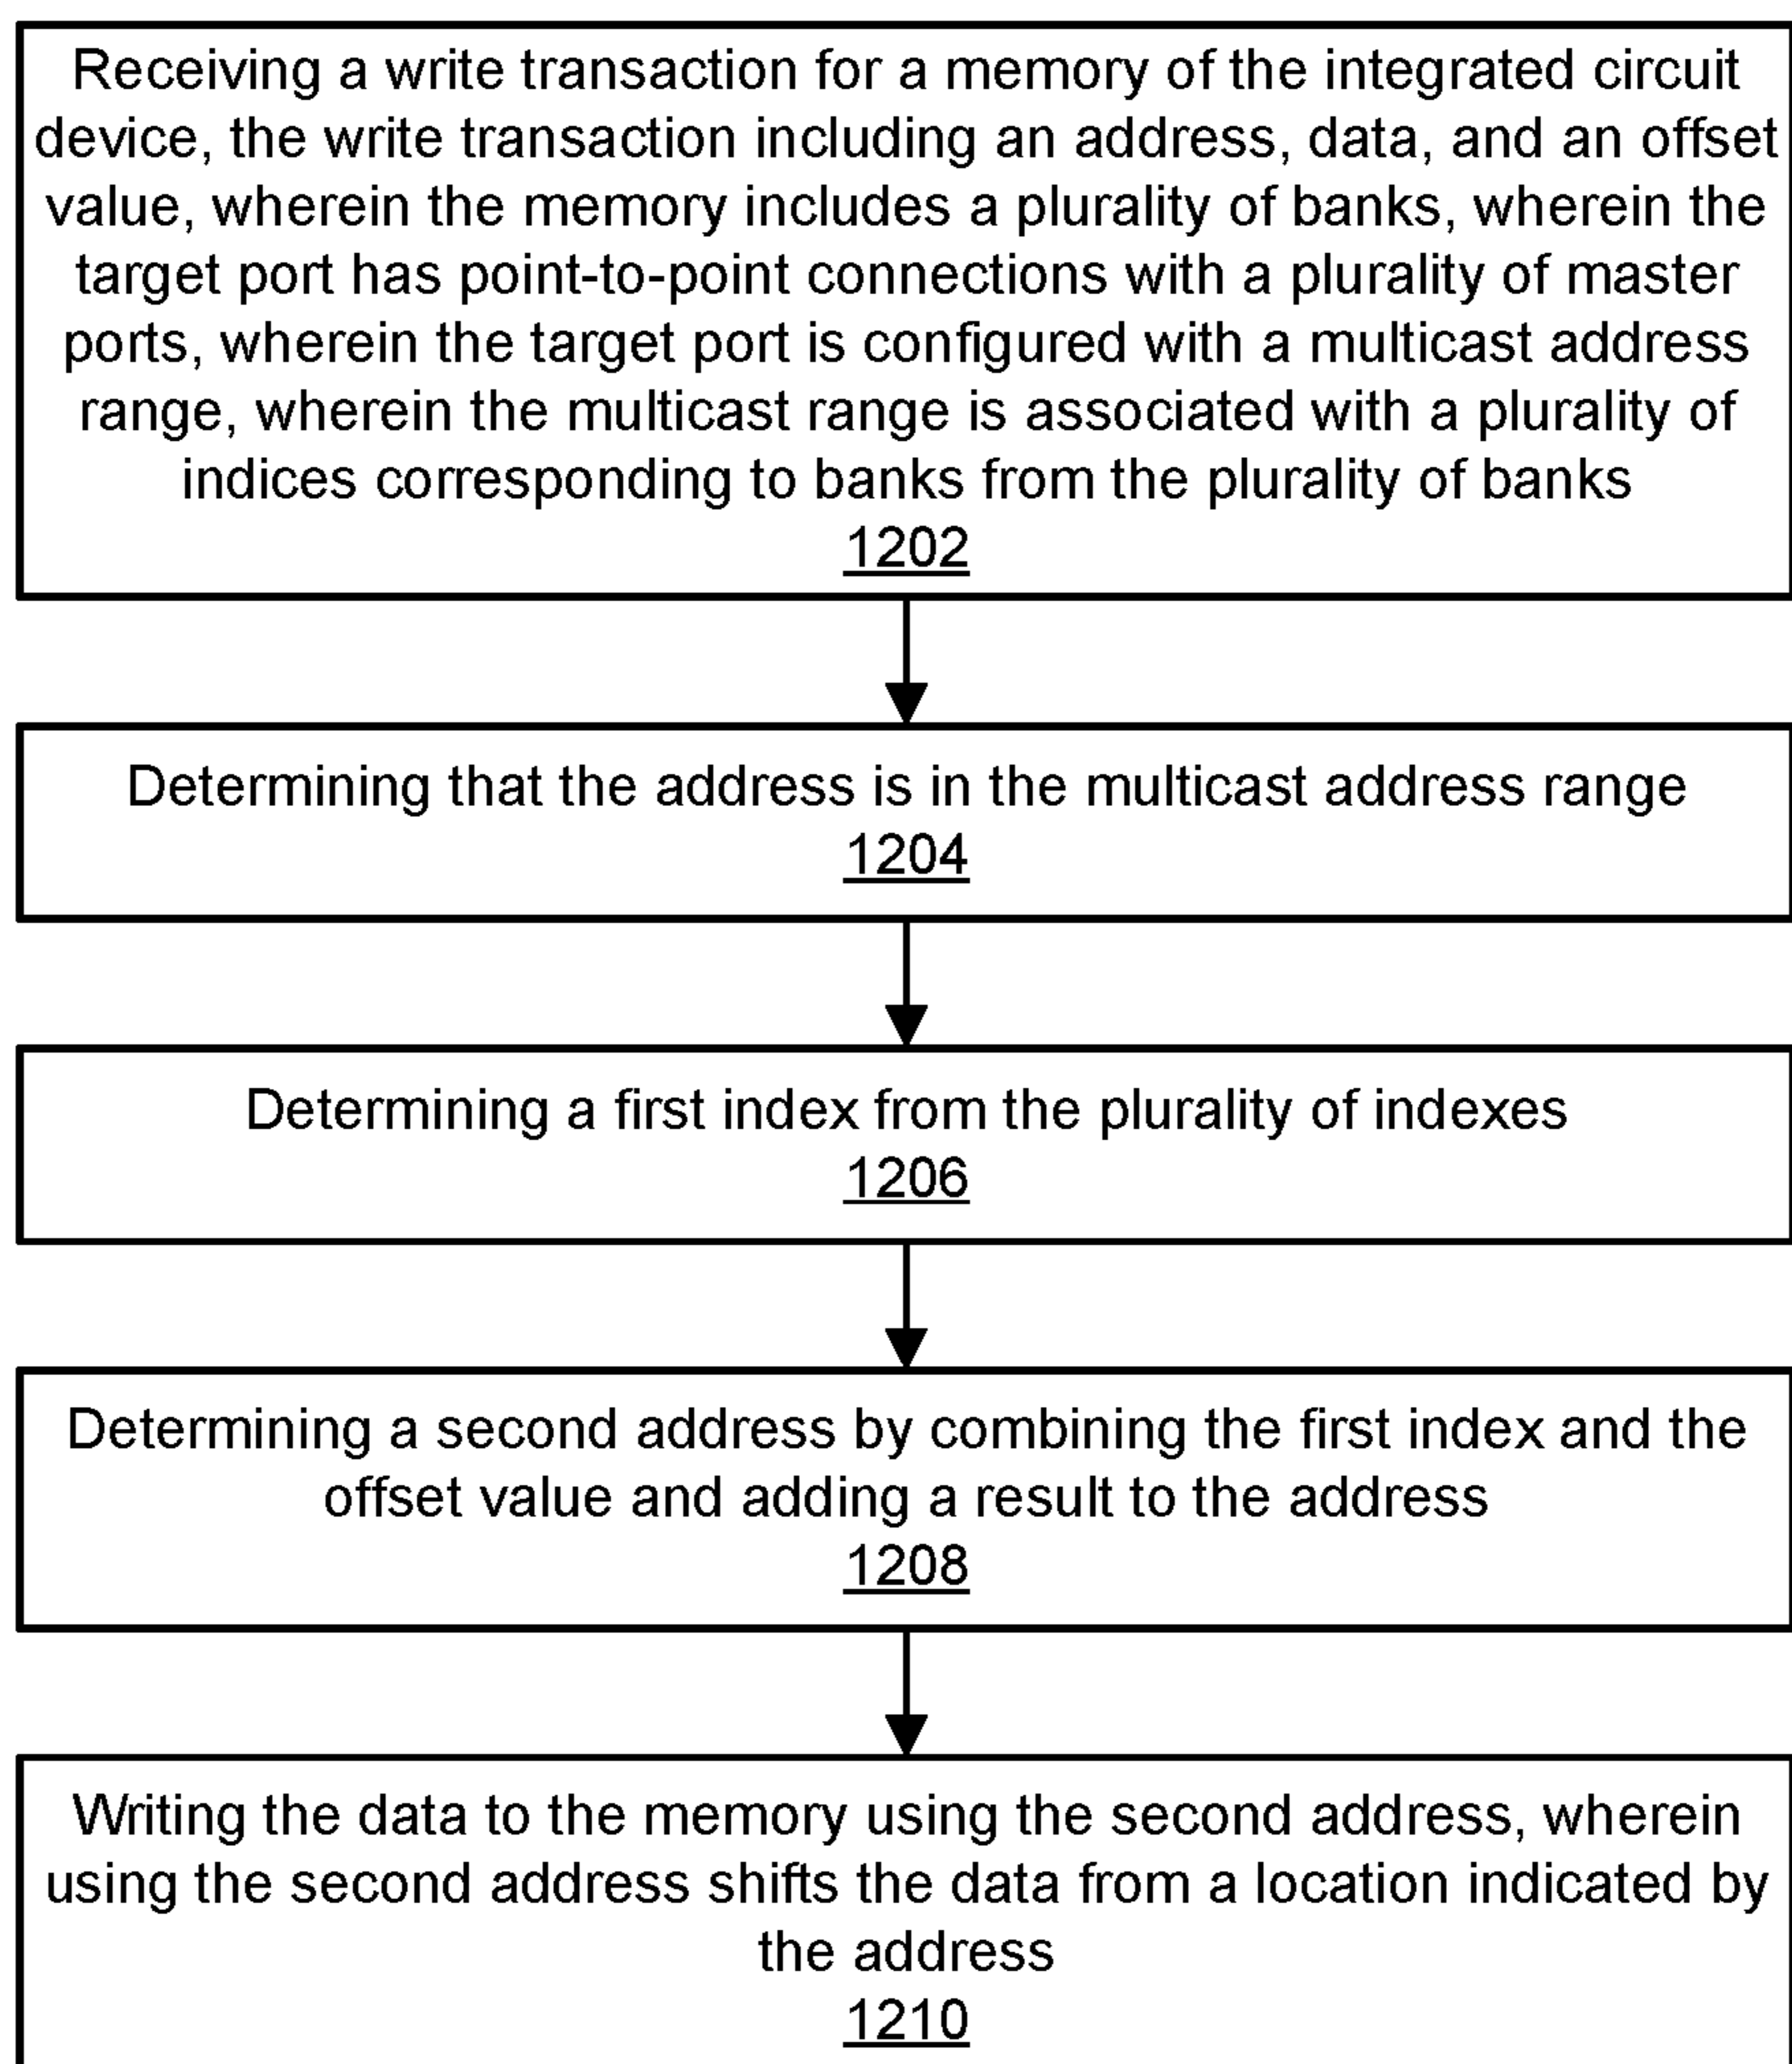 Receiving a write transaction for a memory of the integrated circuit
device, the write transaction including an address, data, and an offset
value, wherein the memory includes a plurality of banks, wherein the
target port has point-to-point connections with a plurality of master
ports, wherein the target port is configured with a multicast address
range, wherein the multicast range is associated with a plurality of
indices corresponding to banks from the plurality of banks
1202
Determining that the address is in the multicast address range
1204
Determining a first index from the plurality of indexes
1206
Determining a second address by combining the first index and the
offset value and adding a result to the address
1208
Writing the data to the memory using the second address, wherein
using the second address shifts the data from a location indicated by
the address
1210